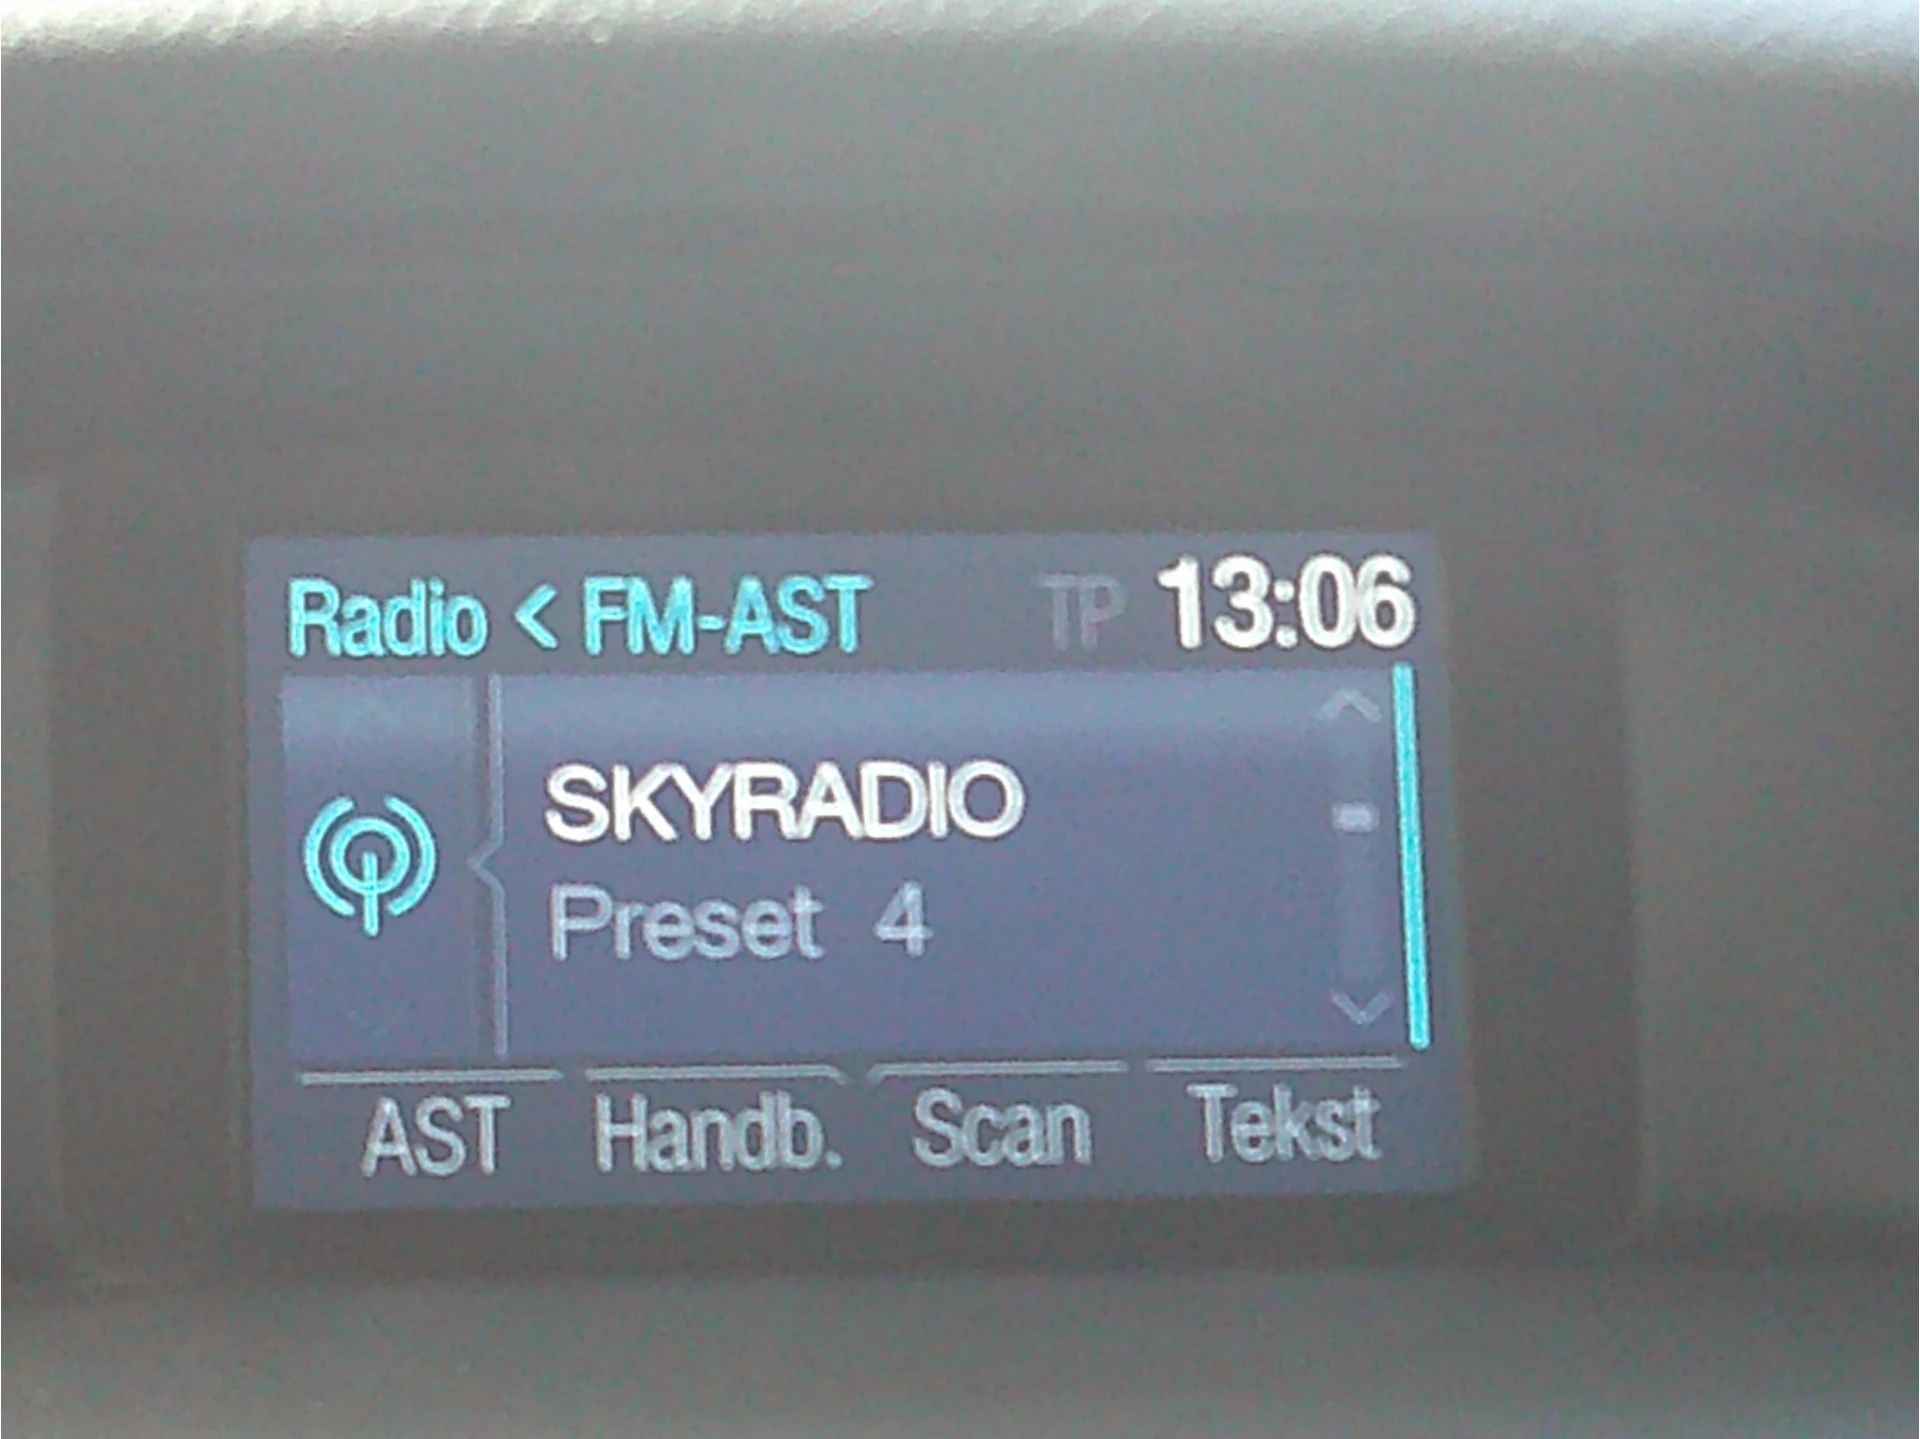 Radio < FM-AST TP 13:06
SKYRADIO
Preset 4
AST Handb. Scan Tekst